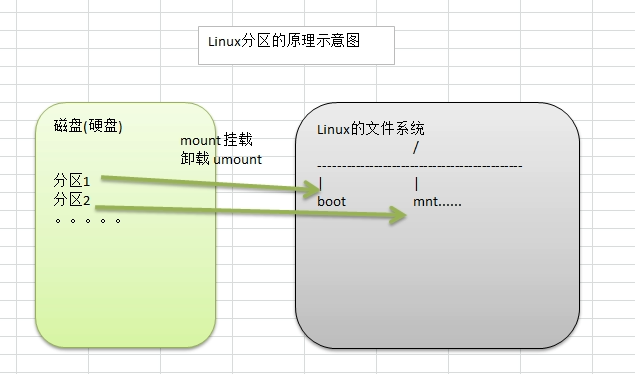 Linux分区的原理示意图
磁盘(硬盘)
mount 挂载
卸载 umount
分区1
分区2
。。。。。
Linux的文件系统
/
-------------------------------------------
| |
boot mnt......